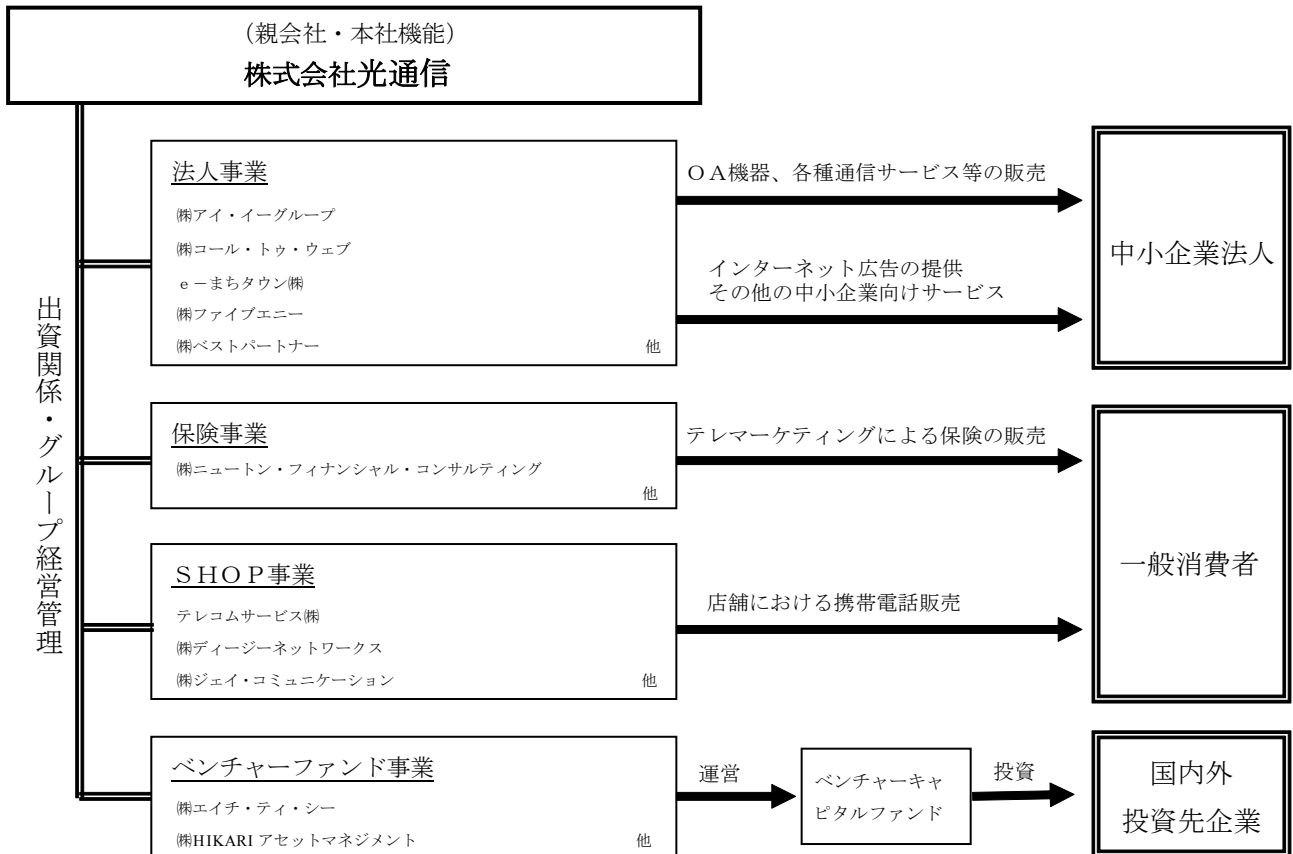 （親会社・本社機能）
株式会社光通信
出資関係・グループ経営管理
法人事業
㈱アイ・イーグループ
㈱コール・トゥ・ウェブ
ｅ－まちタウン㈱
㈱ファイブエニー
㈱ベストパートナー
他
ＯＡ機器、各種通信サービス等の販売
インターネット広告の提供
その他の中小企業向けサービス
中小企業法人
保険事業
㈱ニュートン・フィナンシャル・コンサルティング
他
テレマーケティングによる保険の販売
一般消費者
ＳＨＯＰ事業
テレコムサービス㈱
㈱ディージーネットワークス
㈱ジェイ・コミュニケーション
他
店舗における携帯電話販売
ベンチャーファンド事業
㈱エイチ・ティ・シー
㈱HIKARI アセットマネジメント
他
運営
ベンチャーキャ
ピタルファンド
投資
国内外
投資先企業